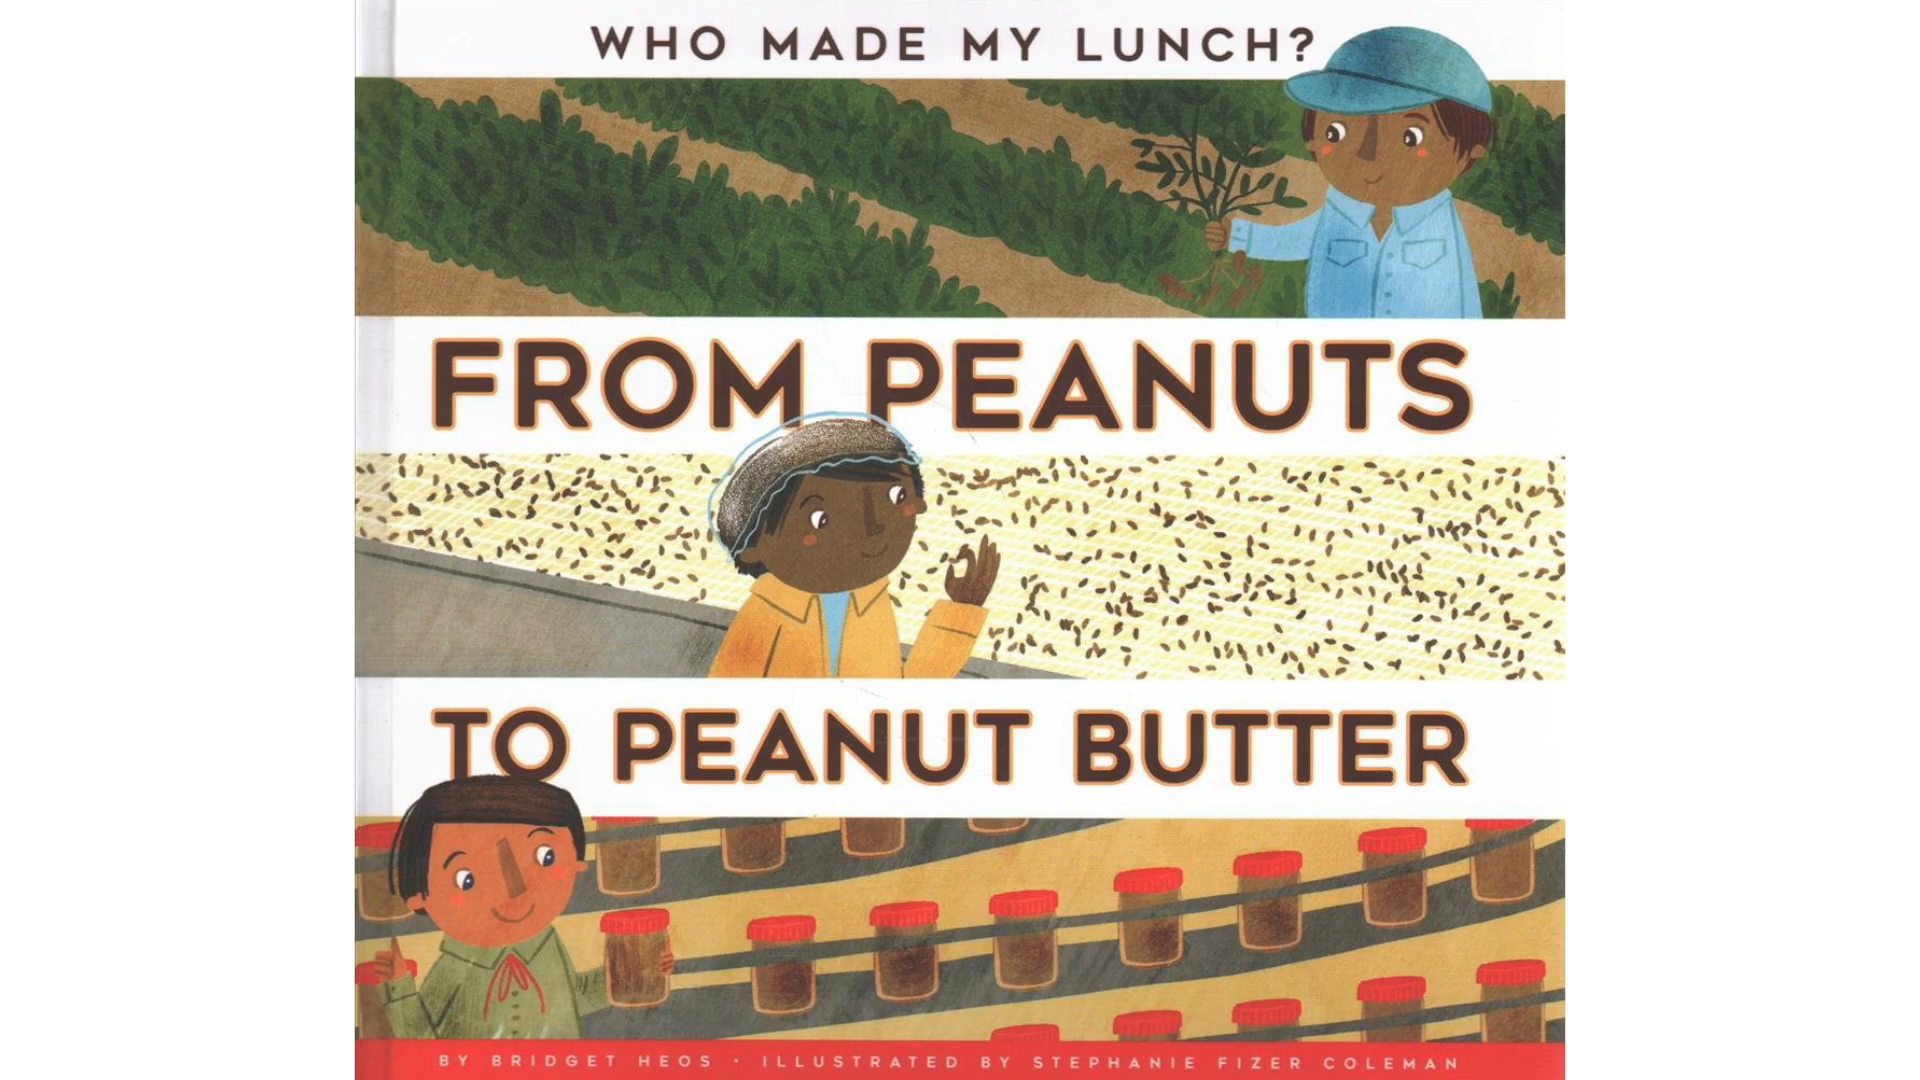 WHO MADE MY LUNCH?
FROM PEANUTS
TO PEANUT BUTTER
BY BRIDGET HEOS · ILLUSTRATED BY STEPHANIE FIZER COLEMAN